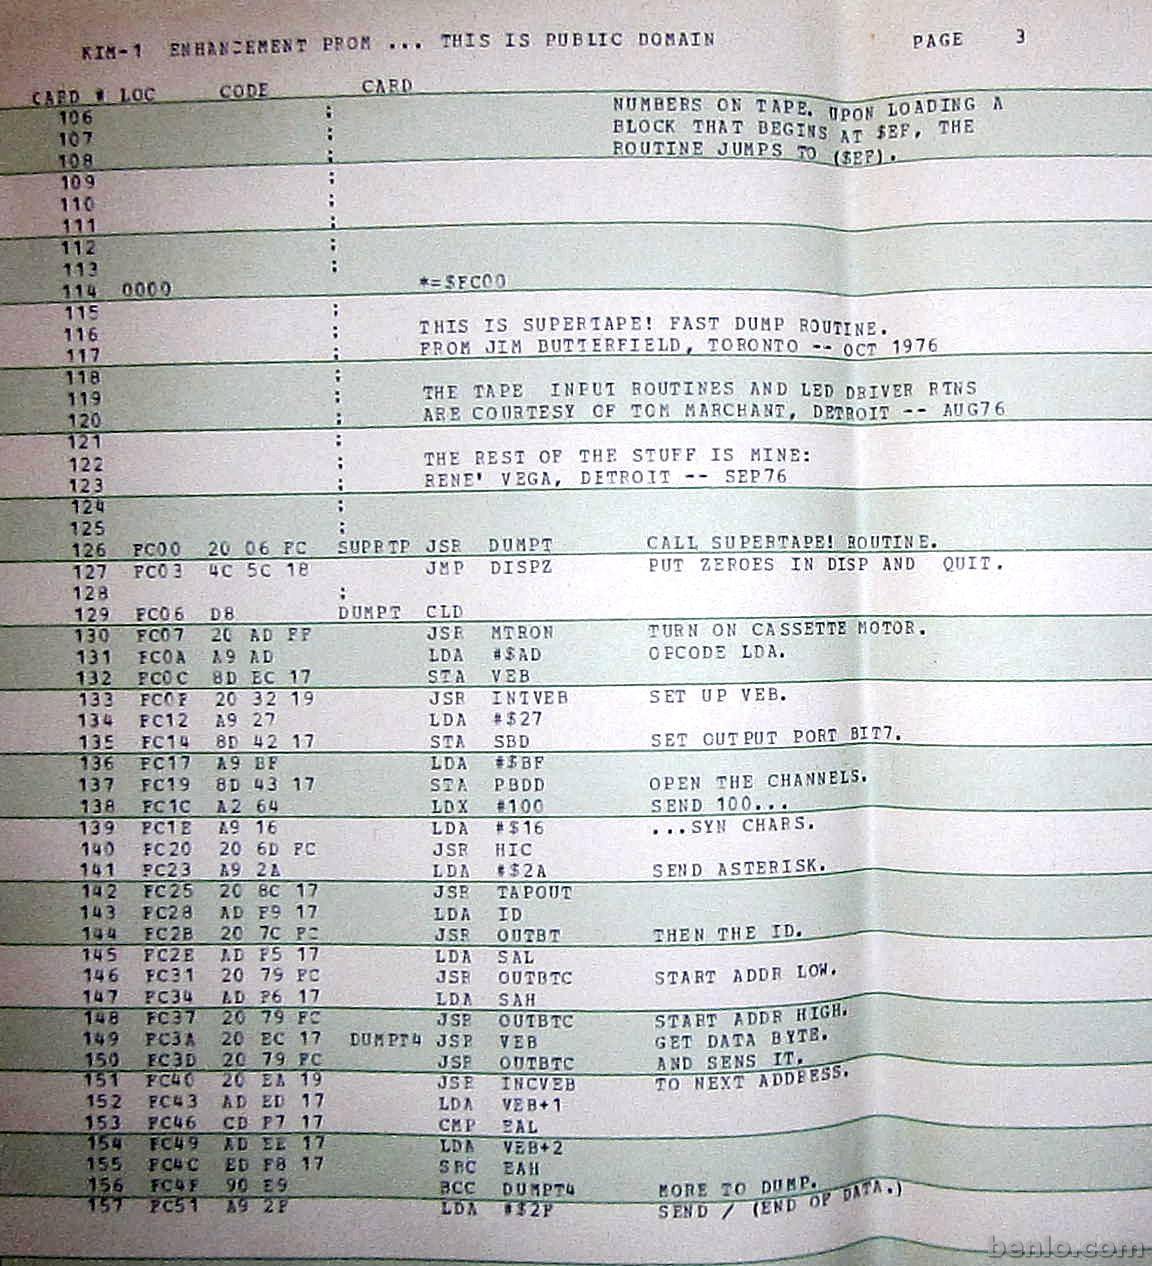 KIM-1 ENHANCEMENT PROM ... THIS IS PUBLIC DOMAIN PAGE 3
CARD # LOC CODE CARD
106 ; NUMBERS ON TAPE. UPON LOADING A
107 ; BLOCK THAT BEGINS AT $EF, THE
108 ; ROUTINE JUMPS TO ($EF).
109 ;
110 ;
111 ;
112 ;
113 ;
114 0000 *=$FC00
115 ;
116 ; THIS IS SUPERTAPE! FAST DUMP ROUTINE.
117 ; FROM JIM BUTTERFIELD, TORONTO -- OCT 1976
118 ;
119 ; THE TAPE INPUT ROUTINES AND LED DRIVER RTNS
120 ; ARE COURTESY OF TOM MARCHANT, DETROIT -- AUG76
121 ;
122 ; THE REST OF THE STUFF IS MINE:
123 ; RENE' VEGA, DETROIT -- SEP76
124 ;
125 ;
126 FC00 20 06 FC SUPRTP JSR DUMPT CALL SUPERTAPE! ROUTINE.
127 FC03 4C 5C 18 JMP DISPZ PUT ZEROES IN DISP AND QUIT.
128 ;
129 FC06 D8 DUMPT CLD
130 FC07 20 AD FF JSR MTRON TURN ON CASSETTE MOTOR.
131 FC0A A9 AD LDA #$AD OPCODE LDA.
132 FC0C 8D EC 17 STA VEB
133 FC0F 20 32 19 JSR INTVEB SET UP VEB.
134 FC12 A9 27 LDA #$27
135 FC14 8D 42 17 STA SBD SET OUTPUT PORT BIT7.
136 FC17 A9 BF LDA #$BF
137 FC19 8D 43 17 STA PBDD OPEN THE CHANNELS.
138 FC1C A2 64 LDX #100 SEND 100...
139 FC1E A9 16 LDA #$16 ...SYN CHARS.
140 FC20 20 6D FC JSR HIC
141 FC23 A9 2A LDA #$2A SEND ASTERISK.
142 FC25 20 8C 17 JSR TAPOUT
143 FC28 AD F9 17 LDA ID
144 FC2B 20 7C FC JSR OUTBT THEN THE ID.
145 FC2E AD F5 17 LDA SAL
146 FC31 20 79 FC JSR OUTBTC START ADDR LOW.
147 FC34 AD F6 17 LDA SAH
148 FC37 20 79 FC JSR OUTBTC START ADDR HIGH.
149 FC3A 20 EC 17 DUMPT4 JSR VEB GET DATA BYTE.
150 FC3D 20 79 FC JSR OUTBTC AND SENS IT.
151 FC40 20 EA 19 JSR INCVEB TO NEXT ADDRESS.
152 FC43 AD ED 17 LDA VEB+1
153 FC46 CD F7 17 CMP EAL
154 FC49 AD EE 17 LDA VEB+2
155 FC4C ED F8 17 SBC EAH
156 FC4F 90 E9 BCC DUMPT4 MORE TO DUMP.
157 FC51 A9 2F LDA #$2F SEND / (END OF DATA.)
benlo.com